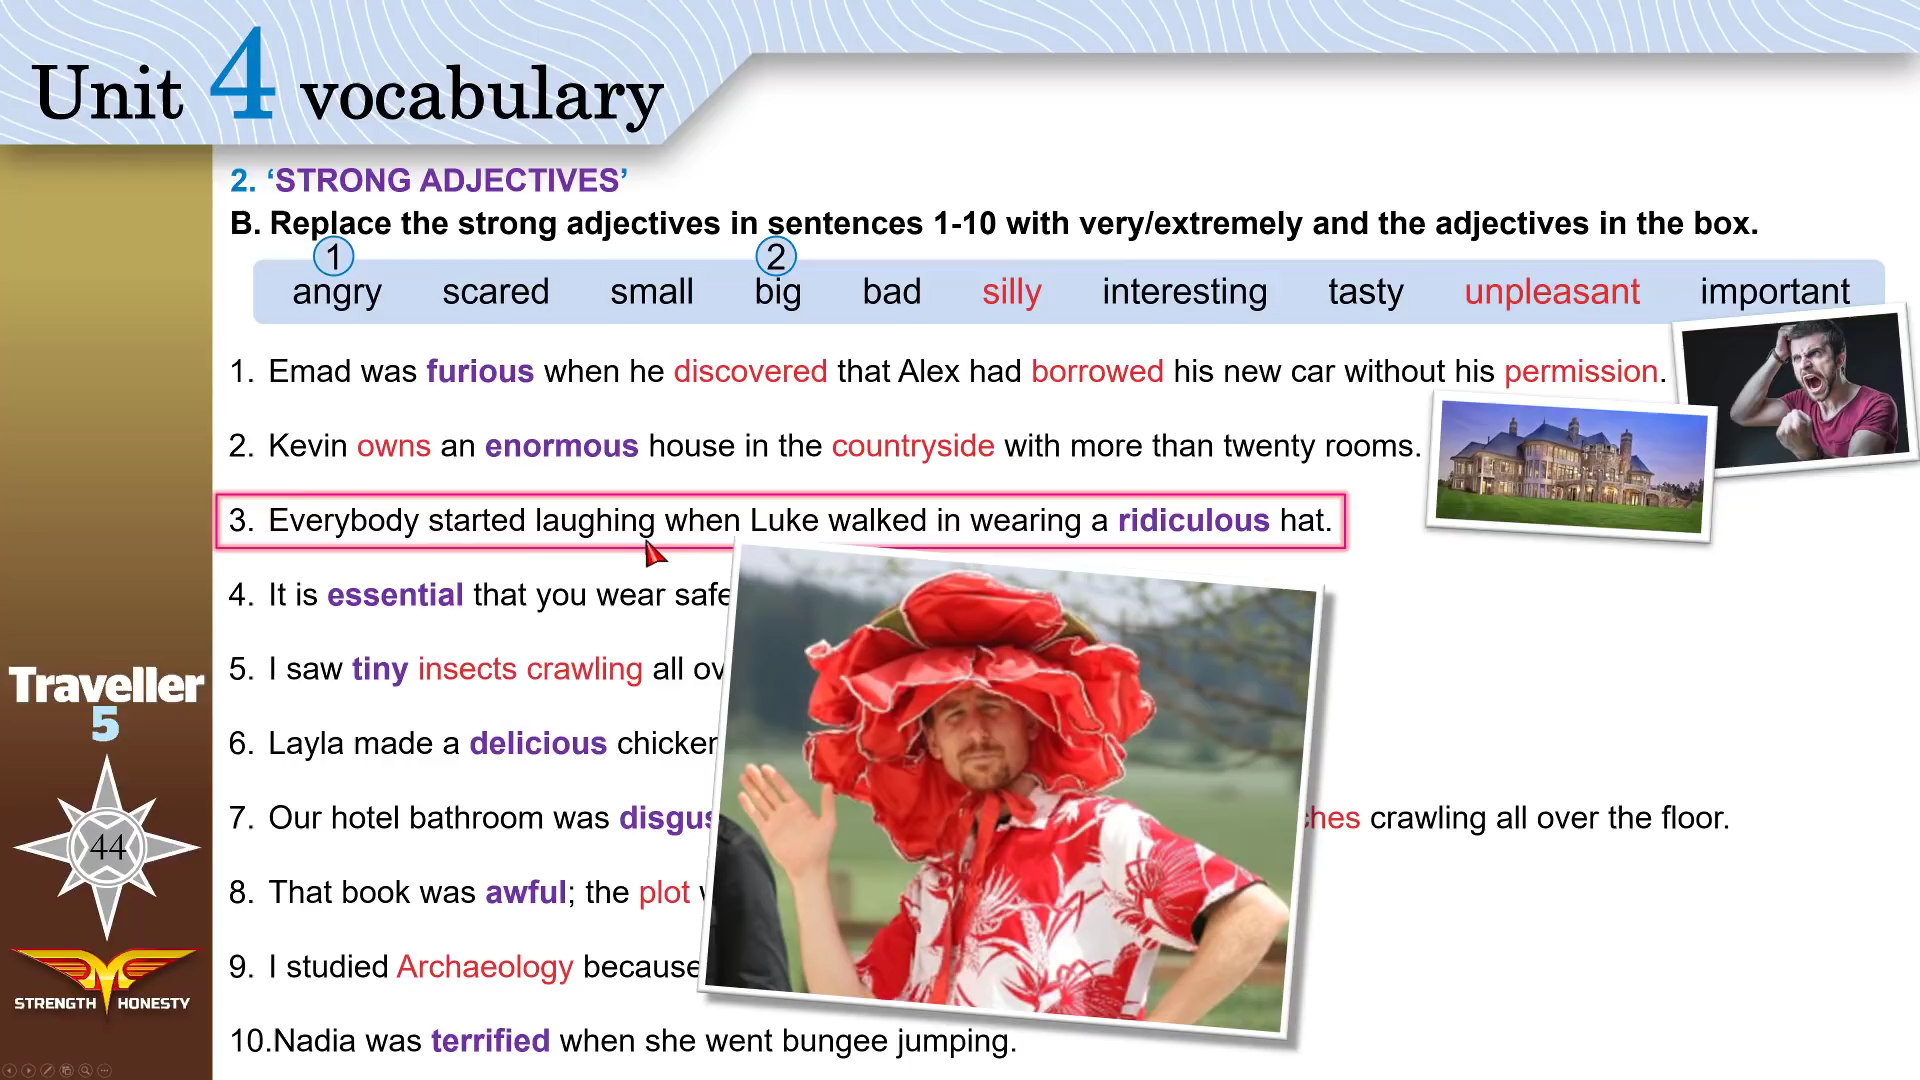 Unit 4 vocabulary
2. ‘STRONG ADJECTIVES’
B. Replace the strong adjectives in sentences 1-10 with very/extremely and the adjectives in the box.
1 2
angry scared small big bad silly interesting tasty unpleasant important
1. Emad was furious when he discovered that Alex had borrowed his new car without his permission.
2. Kevin owns an enormous house in the countryside with more than twenty rooms.
3. Everybody started laughing when Luke walked in wearing a ridiculous hat.
4. It is essential that you wear
5. I saw tiny insects crawling all
6. Layla made a delicious
7. Our hotel bathroom was crawling all over the floor.
8. That book was awful; the plot
9. I studied Archaeology because
10.Nadia was terrified when she went bungee jumping.
Traveller
5
44
STRENGTH HONESTY